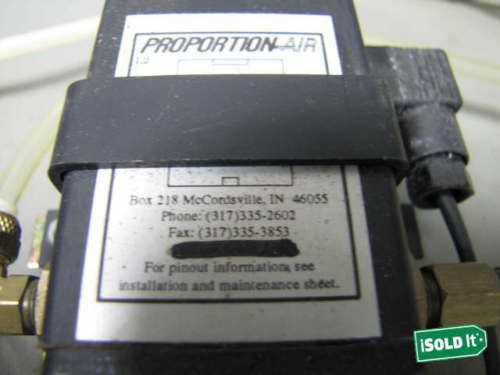 PROPORTION-AIR
Box 218 McCordsville, IN 46055
Phone: (317)335-2602
Fax: (317)335-3853
For pinout information, see
installation and maintenance sheet.
iSOLD It